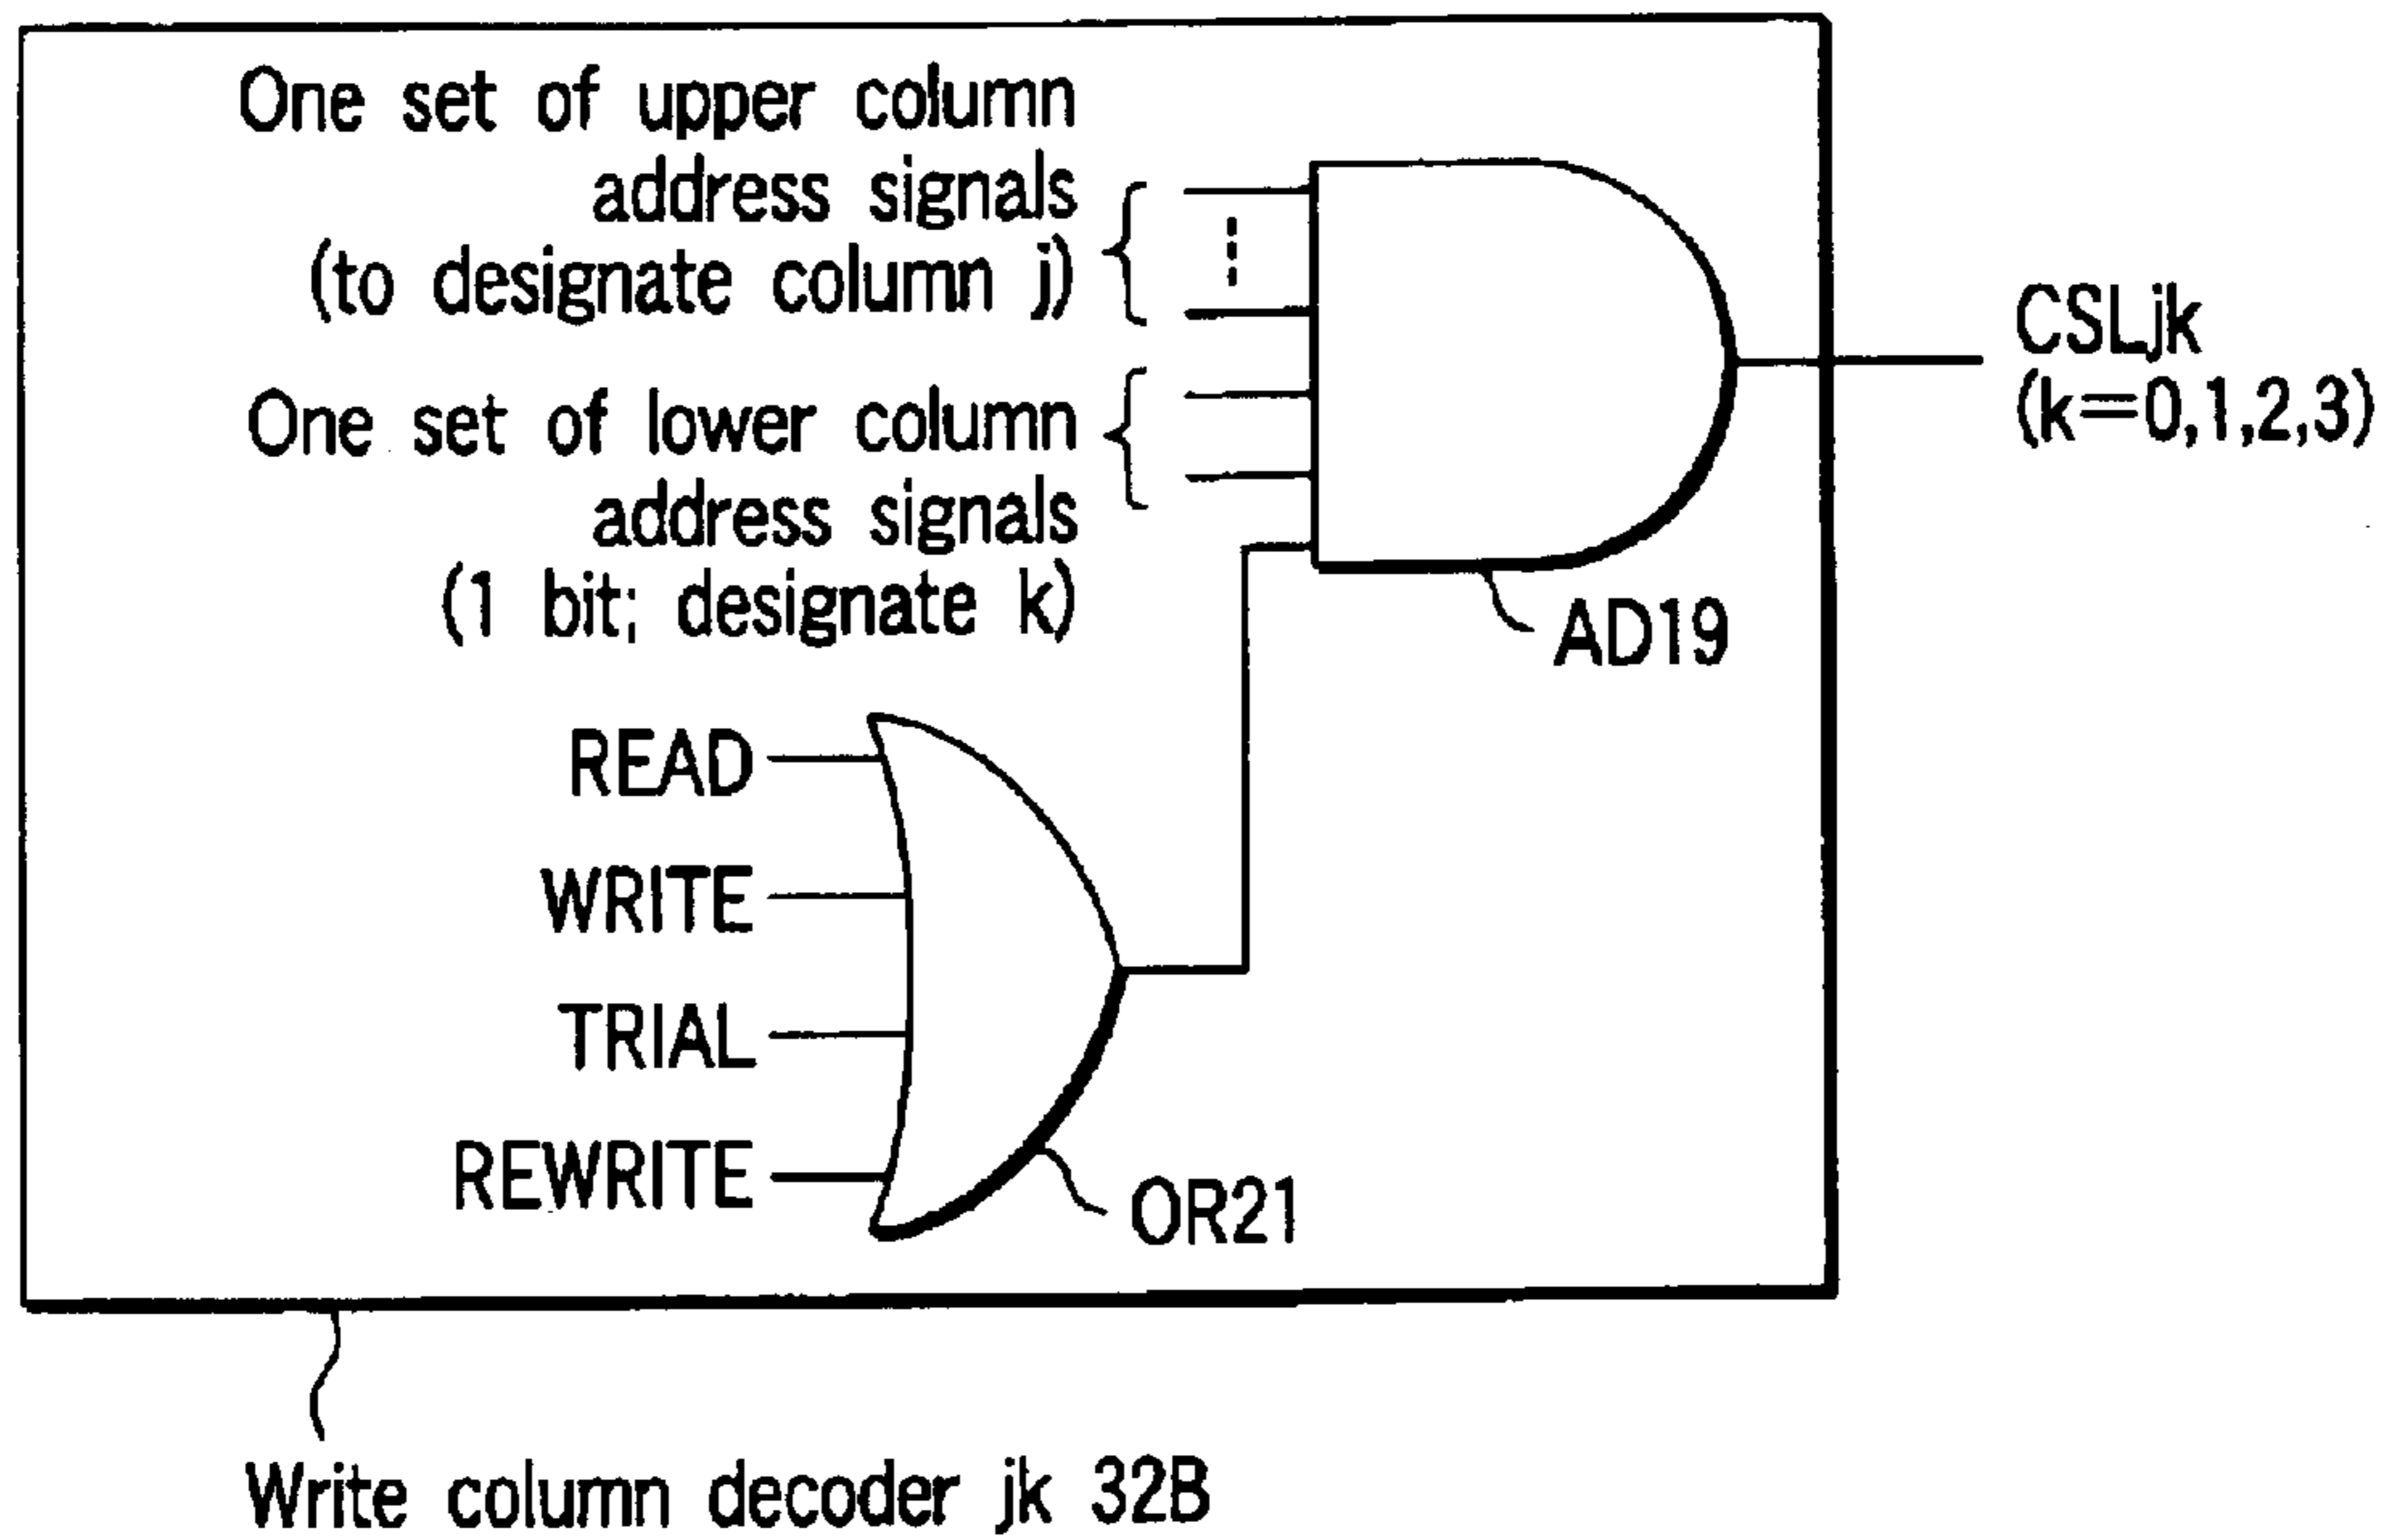 One set of upper column
address signals
(to designate column j)
One set of lower column
address signals
(1 bit; designate k)
CSLjk
(k=0,1,2,3)
AD19
READ
WRITE
TRIAL
REWRITE
OR21
Write column decoder jk 32B